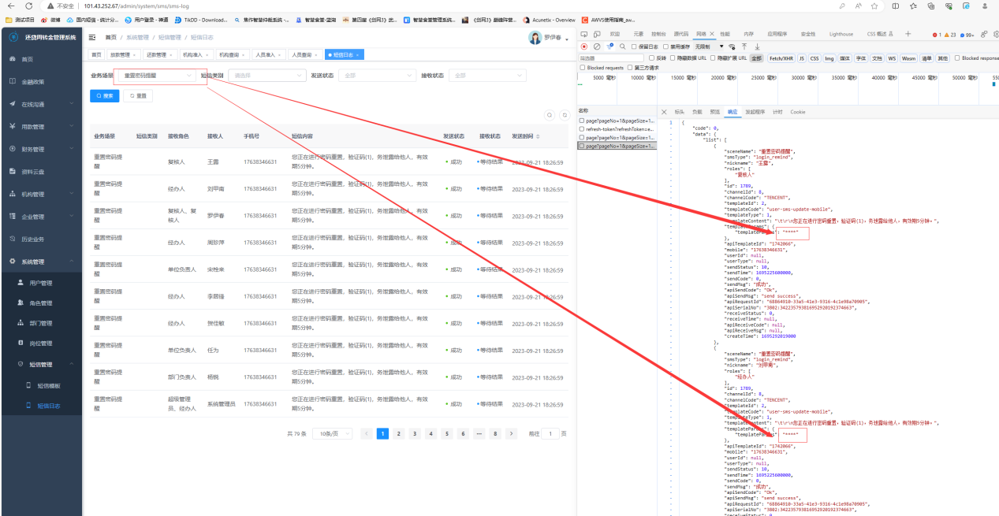 不安全 | 101.43.252.67/admin/system/sms/sms-log
测试项目 微博 国内短信 - 统计分... 用户登录 - 禅道 TikDD - Download... 焦作智慧仲裁系统 -... 智慧食堂-蓝湖 第四届《创网3》武... 智慧食堂管理系统... 《创网3》巅峰阵营... Acunetix - Overview AWVS使用指南_aw...
还贷周转金管理系统
首页 / 系统管理 / 短信管理 / 短信日志
罗伊春
首页 放款管理 × 还款管理 × 机构准入 × 机构查询 × 人员准入 × 人员查询 × 短信日志 ×
首页
金融政策
在线沟通
用款管理
财务管理
资料云盘
机构管理
企业管理
历史业务
系统管理
用户管理
角色管理
部门管理
岗位管理
短信管理
短信模板
短信日志
业务场景 重置密码提醒 短信类别 请选择 发送状态 全部 接收状态 全部
搜索 重置
业务场景 短信类别 接收角色 接收人 手机号 短信内容 发送状态 接收状态 发送时间
重置密码提醒 复核人 王露 17638346631 您正在进行密码重置，验证码{1}，务泄露给他人，有效期5分钟。 成功 等待结果 2023-09-21 18:26:59
重置密码提醒 经办人 刘甲南 17638346631 您正在进行密码重置，验证码{1}，务泄露给他人，有效期5分钟。 成功 等待结果 2023-09-21 18:26:59
重置密码提醒 复核人、复核人 罗伊春 17638346631 您正在进行密码重置，验证码{1}，务泄露给他人，有效期5分钟。 成功 等待结果 2023-09-21 18:26:59
重置密码提醒 经办人 周珍萍 17638346631 您正在进行密码重置，验证码{1}，务泄露给他人，有效期5分钟。 成功 等待结果 2023-09-21 18:26:59
重置密码提醒 单位负责人 宋栓来 17638346631 您正在进行密码重置，验证码{1}，务泄露给他人，有效期5分钟。 成功 等待结果 2023-09-21 18:26:59
重置密码提醒 经办人 17638346631 您正在进行密码重置，验证码{1}，务泄露给他人，有效期5分钟。 成功 等待结果 2023-09-21 18:26:59
重置密码提醒 经办人 贺佳敏 17638346631 您正在进行密码重置，验证码{1}，务泄露给他人，有效期5分钟。 成功 等待结果 2023-09-21 18:26:59
重置密码提醒 单位负责人 任为 17638346631 您正在进行密码重置，验证码{1}，务泄露给他人，有效期5分钟。 成功 等待结果 2023-09-21 18:26:59
重置密码提醒 部门负责人 杨锐 17638346631 您正在进行密码重置，验证码{1}，务泄露给他人，有效期5分钟。 成功 等待结果 2023-09-21 18:26:59
重置密码提醒 超级管理员、经办人 系统管理员 17638346631 您正在进行密码重置，验证码{1}，务泄露给他人，有效期5分钟。 成功 等待结果 2023-09-21 18:26:59
共 79 条 10条/页 1 2 3 4 5 6 ··· 8 前往 1 页
欢迎 元素 控制台 源代码 网络 性能 内存 应用程序 安全性 Lighthouse CSS 概述 1 23 99+
保留日志 禁用缓存 无限制
筛选器 反转 隐藏数据 URL 隐藏扩展 URL 全部 Fetch/XHR JS CSS Img 媒体 字体 文档 WS Wasm 清单 其他 Blocked response
Blocked requests 第三方请求
5000 毫秒 10000 毫秒 15000 毫秒 20000 毫秒 25000 毫秒 30000 毫秒 35000 毫秒 40000 毫秒 45000 毫秒 50000 毫秒
名称 标头 负载 预览 响应 发起程序 计时 Cookie
page?pageNo=1&pageSize=1...
refresh-token?refreshToken=e...
page?pageNo=1&pageSize=1...
page?pageNo=1&pageSize=1...
1 {
"code": 0,
"data": {
"list": [
{
"sceneName": "重置密码提醒",
"smsType": "login_remind",
"nickname": "王露",
"roles": [
"复核人"
],
"id": 1789,
"channelId": 8,
"channelCode": "TENCENT",
"templateId": 2,
"templateCode": "user-sms-update-mobile",
"templateType": 1,
"templateContent": "\t\r\n您正在进行密码重置，验证码{1}，务泄露给他人，有效期5分钟。",
"templateParams": {
"templateParams": "****"
},
"apiTemplateId": "1742066",
"mobile": "17638346631",
"userId": null,
"userType": null,
"sendStatus": 10,
"sendTime": 1695225600000,
"sendCode": 0,
"sendMsg": "成功",
"apiSendCode": "Ok",
"apiSendMsg": "send success",
"apiRequestId": "68864910-33a5-41e3-9316-4c1e98a70905",
"apiSerialNo": "3802:34223579381695292019237 4663",
"receiveStatus": 0,
"receiveTime": null,
"apiReceiveCode": null,
"apiReceiveMsg": null,
"createTime": 1695292019000
},
{
"sceneName": "重置密码提醒",
"smsType": "login_remind",
"nickname": "刘甲南",
"roles": [
"经办人"
],
"id": 1789,
"channelId": 8,
"channelCode": "TENCENT",
"templateId": 2,
"templateCode": "user-sms-update-mobile",
"templateType": 1,
"templateContent": "\t\r\n您正在进行密码重置，验证码{1}，务泄露给他人，有效期5分钟。",
"templateParams": {
"templateParams": "****"
},
"apiTemplateId": "1742066",
"mobile": "17638346631",
"userId": null,
"userType": null,
"sendStatus": 10,
"sendTime": 1695225600000,
"sendCode": 0,
"sendMsg": "成功",
"apiSendCode": "Ok",
"apiSendMsg": "send success",
"apiRequestId": "68864910-33a5-41e3-9316-4c1e98a70905",